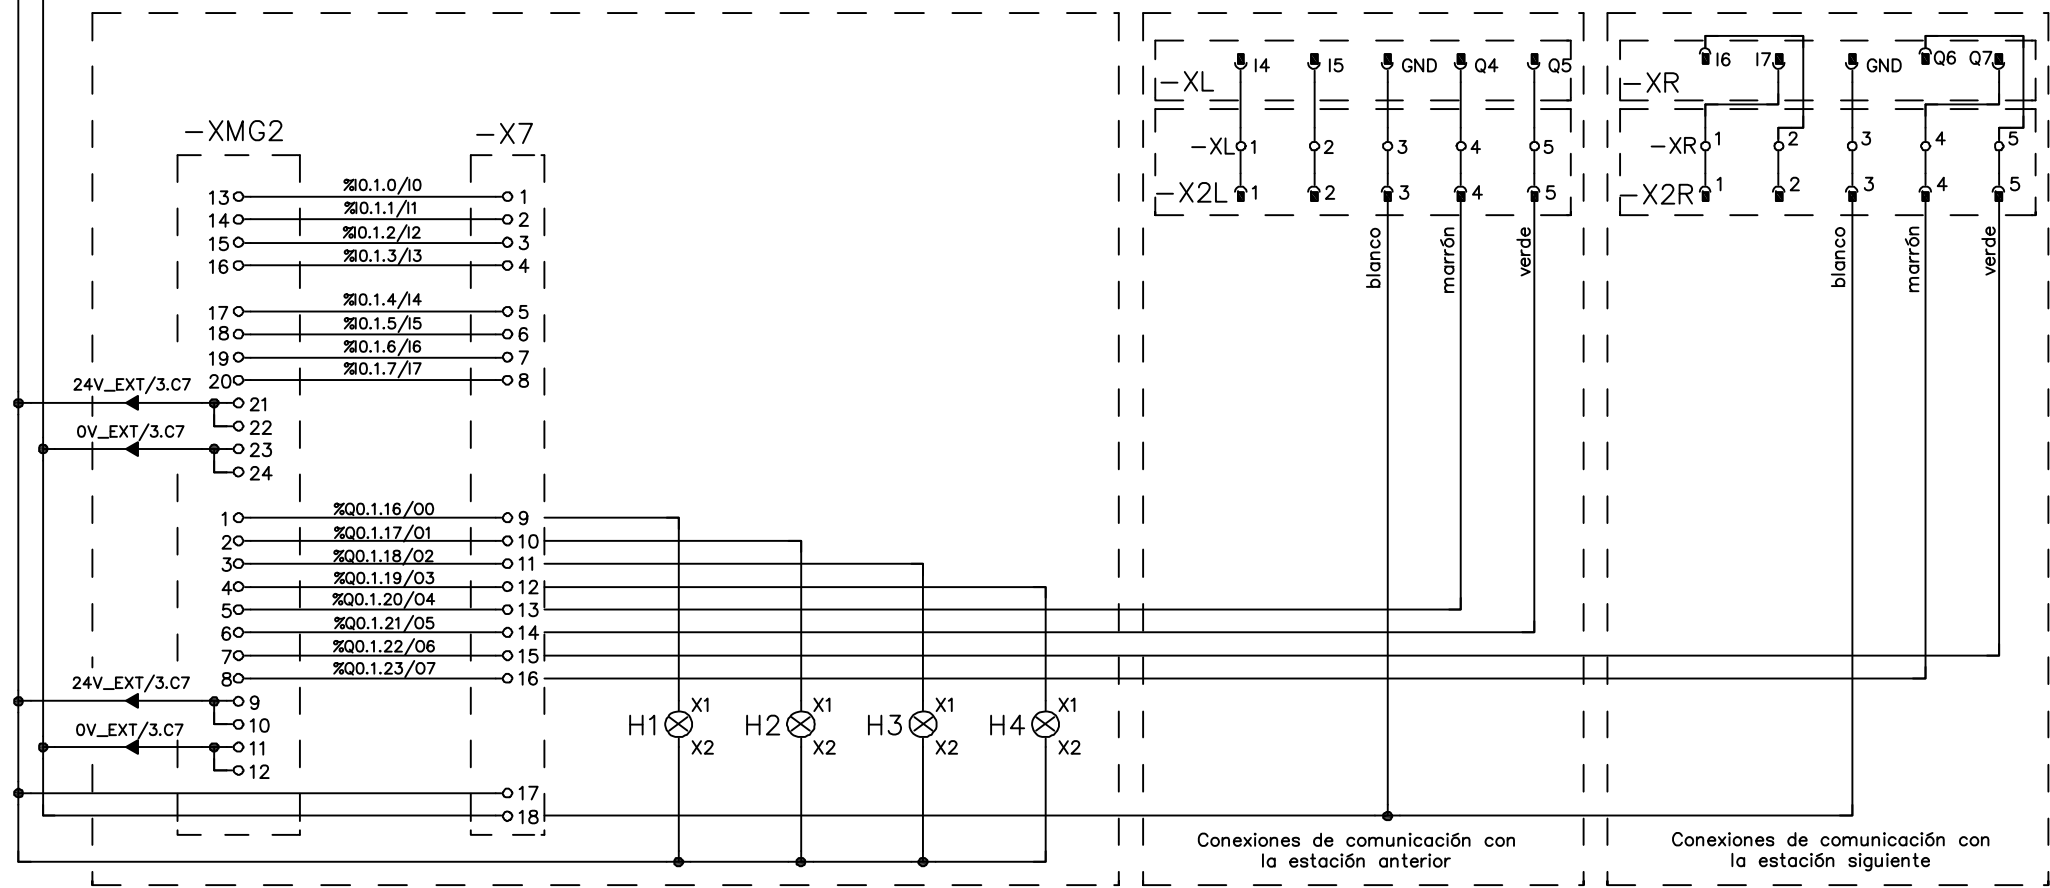 I4 I5 GND Q4 Q5
-XL
I6 I7 GND Q6 Q7
-XR
-XL 1 2 3 4 5
-X2L 1 2 3 4 5
-XR 1 2 3 4 5
-X2R 1 2 3 4 5
blanco marrón verde
blanco marrón verde
-XMG2 -X7
13 %I0.1.0/I0 1
14 %I0.1.1/I1 2
15 %I0.1.2/I2 3
16 %I0.1.3/I3 4
17 %I0.1.4/I4 5
18 %I0.1.5/I5 6
19 %I0.1.6/I6 7
20 %I0.1.7/I7 8
24V_EXT/3.C7 21
22
0V_EXT/3.C7 23
24
1 %Q0.1.16/O0 9
2 %Q0.1.17/O1 10
3 %Q0.1.18/O2 11
4 %Q0.1.19/O3 12
5 %Q0.1.20/O4 13
6 %Q0.1.21/O5 14
7 %Q0.1.22/O6 15
8 %Q0.1.23/O7 16
24V_EXT/3.C7 9
10
0V_EXT/3.C7 11
12
17
18
X1 X1 X1 X1
H1 H2 H3 H4
X2 X2 X2 X2
Conexiones de comunicación con
la estación anterior
Conexiones de comunicación con
la estación siguiente